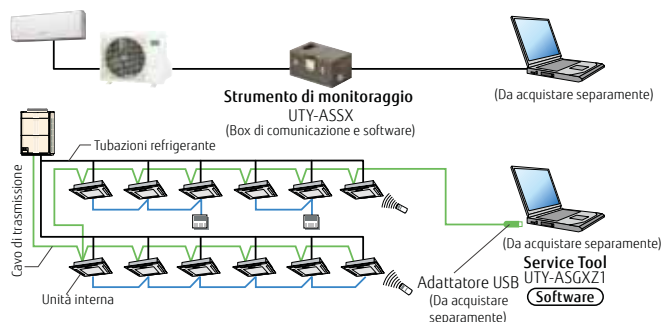 Strumento di monitoraggio
UTY-ASSX
(Box di comunicazione e software)
(Da acquistare separatamente)
Tubazioni refrigerante
Cavo di trasmissione
Unità interna
Adattatore USB
(Da acquistare
separatamente)
(Da acquistare separatamente)
Service Tool
UTY-ASGXZ1
Software